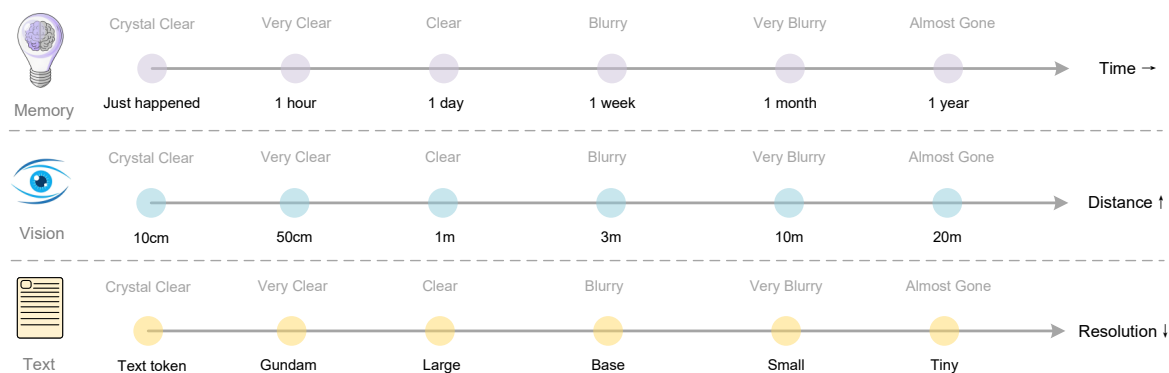 Crystal Clear Very Clear Clear Blurry Very Blurry Almost Gone
Time →
Just happened 1 hour 1 day 1 week 1 month 1 year
Memory
Crystal Clear Very Clear Clear Blurry Very Blurry Almost Gone
Distance ↑
Vision
10cm 50cm 1m 3m 10m 20m
Crystal Clear Very Clear Clear Blurry Very Blurry Almost Gone
Resolution ↓
Text
Text token Gundam Large Base Small Tiny